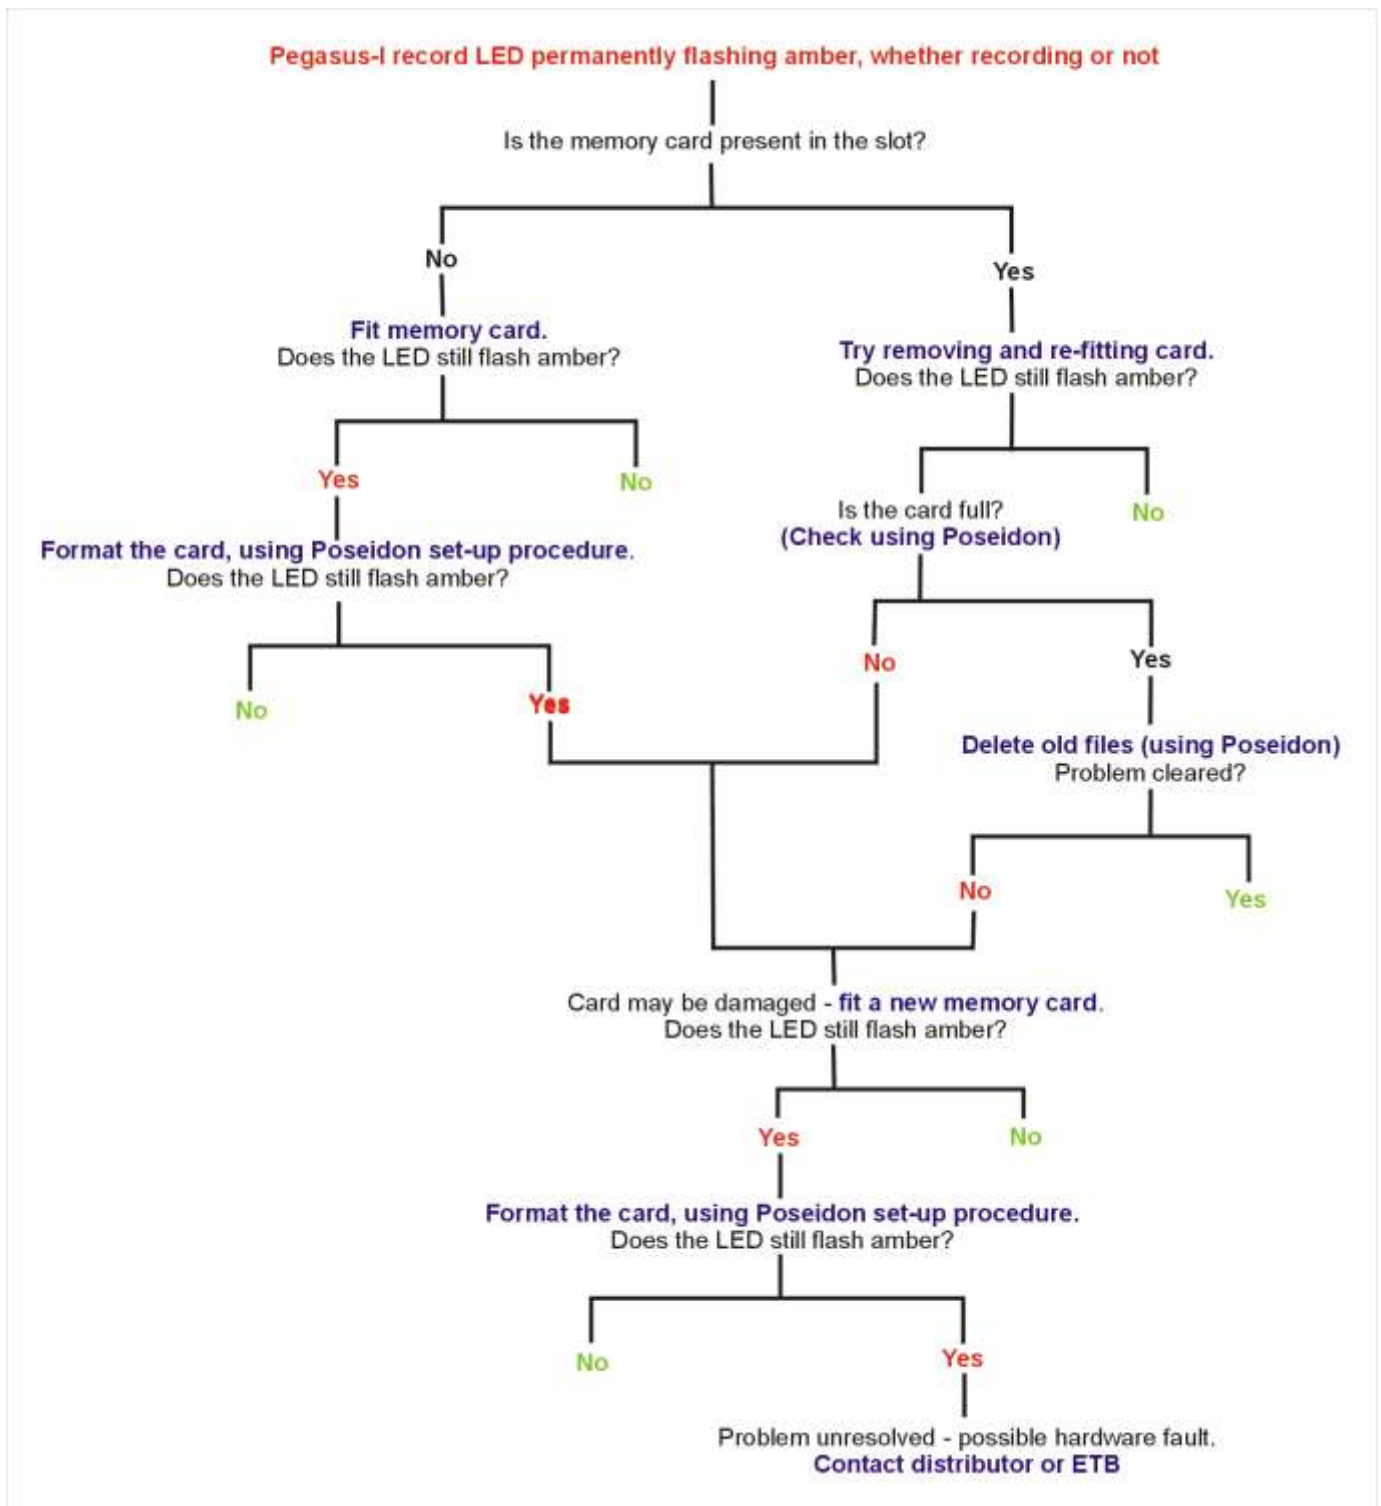 Pegasus-I record LED permanently flashing amber, whether recording or not
Is the memory card present in the slot?
No
Yes
Fit memory card.
Does the LED still flash amber?
Try removing and re-fitting card.
Does the LED still flash amber?
Yes
No
Is the card full?
(Check using Poseidon)
No
Format the card, using Poseidon set-up procedure.
Does the LED still flash amber?
No
Yes
No
Yes
Delete old files (using Poseidon)
Problem cleared?
No
Yes
Card may be damaged - fit a new memory card.
Does the LED still flash amber?
Yes
No
Format the card, using Poseidon set-up procedure.
Does the LED still flash amber?
No
Yes
Problem unresolved - possible hardware fault.
Contact distributor or ETB